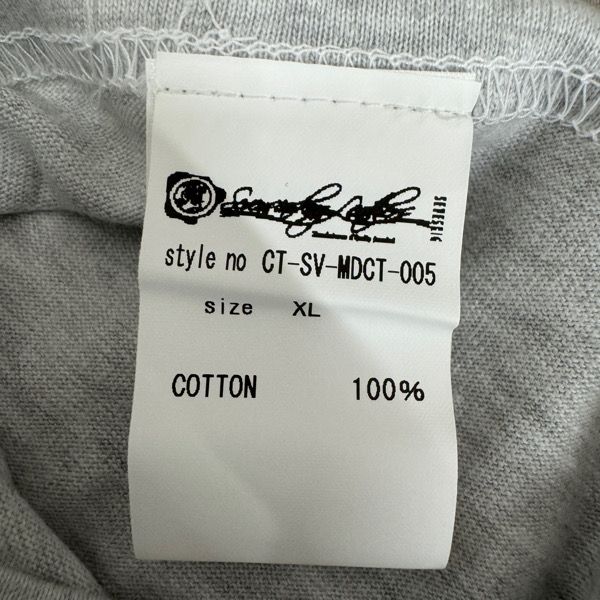 style no CT-SV-MDCT-005
size XL
COTTON 100%